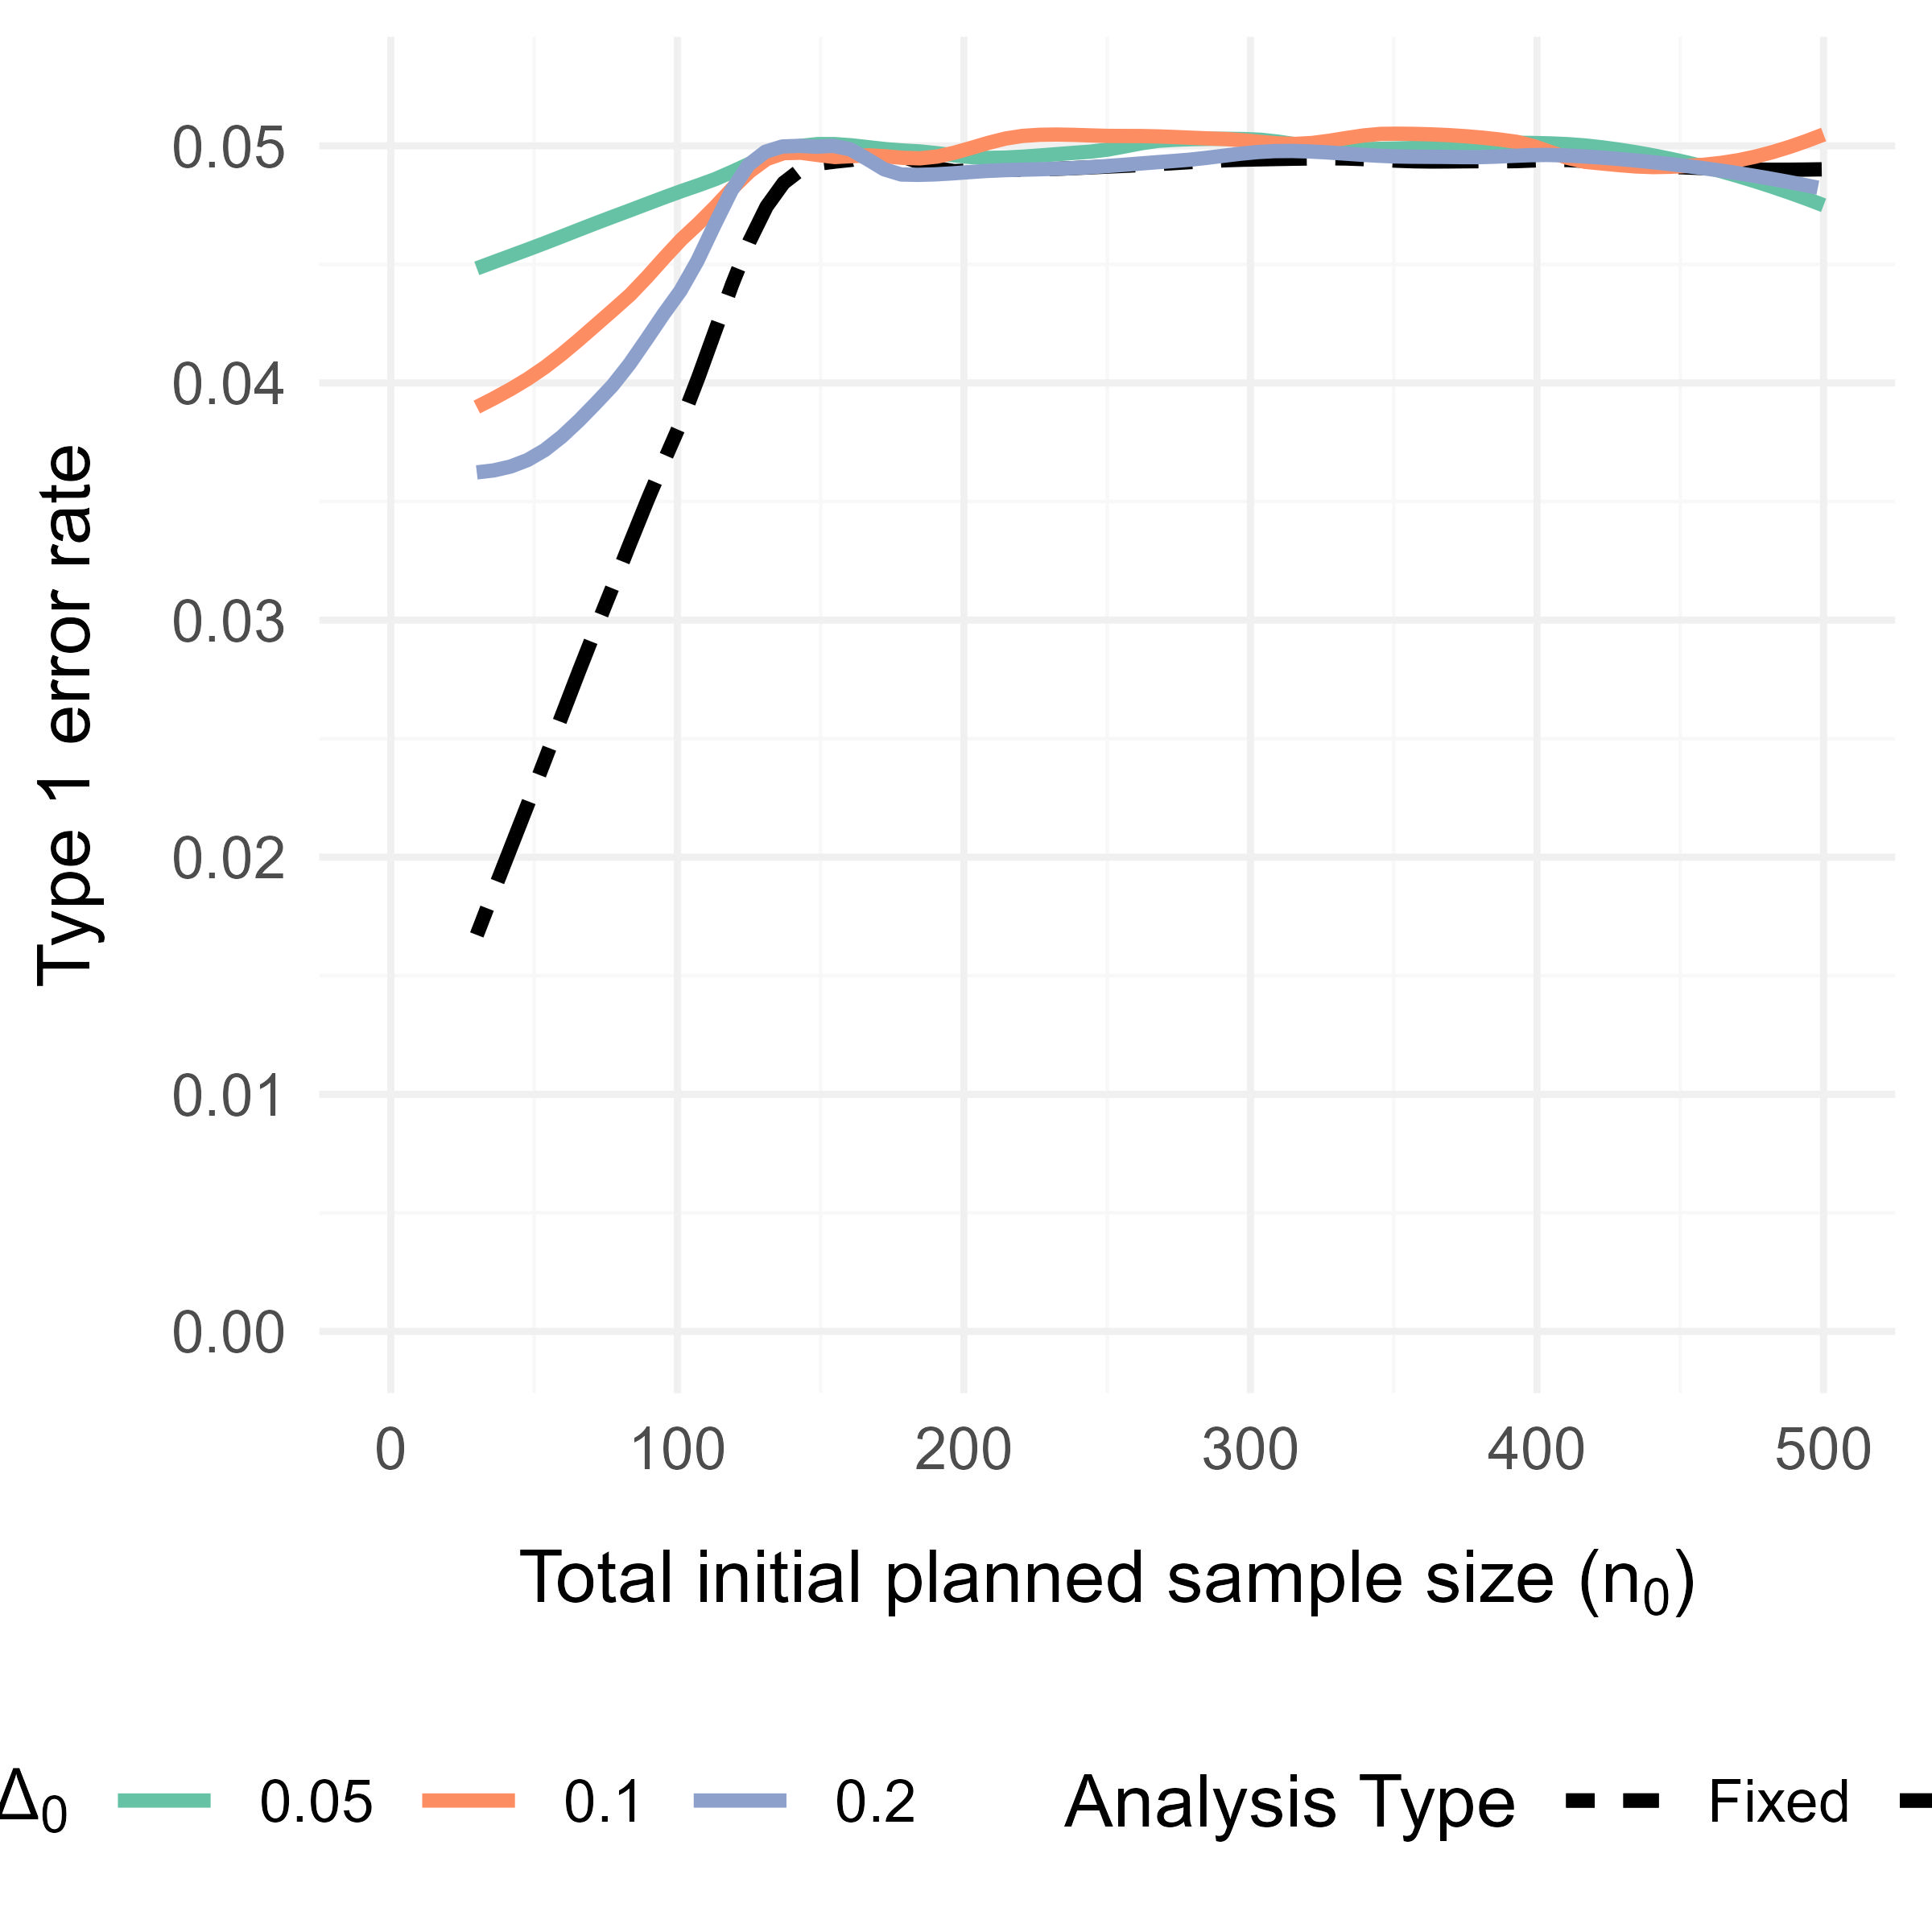 Type 1 error rate
0.05
0.04
0.03
0.02
0.01
0.00
0 100 200 300 400 500
Total initial planned sample size (n₀)
Δ₀ 0.05 0.1 0.2 Analysis Type Fixed